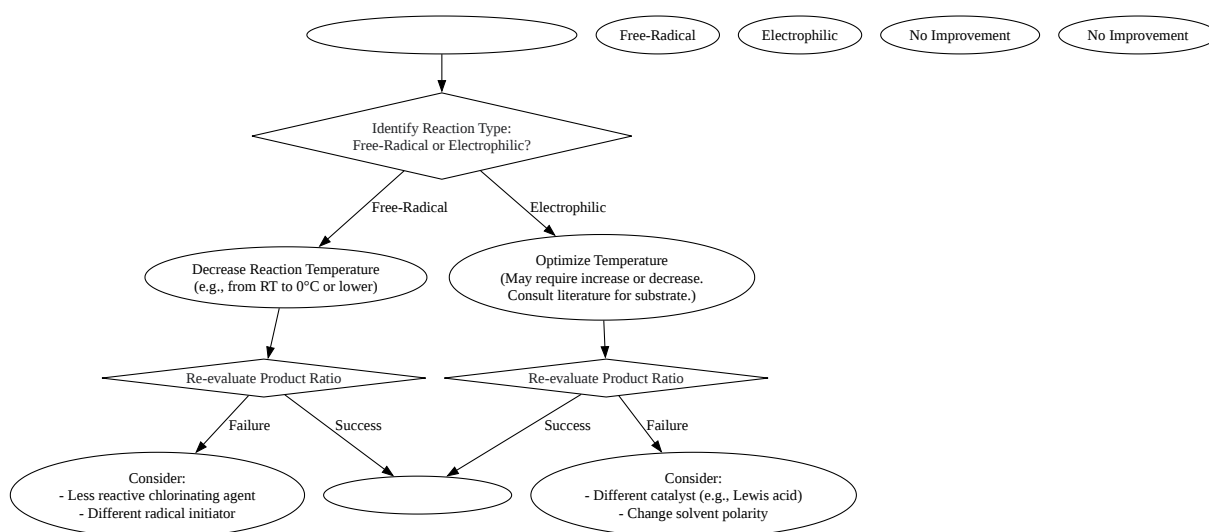 Free-Radical
Electrophilic
No Improvement
No Improvement
Identify Reaction Type:
Free-Radical or Electrophilic?
Free-Radical
Electrophilic
Decrease Reaction Temperature
(e.g., from RT to 0°C or lower)
Optimize Temperature
(May require increase or decrease.
Consult literature for substrate.)
Re-evaluate Product Ratio
Re-evaluate Product Ratio
Failure
Success
Success
Failure
Consider:
- Less reactive chlorinating agent
- Different radical initiator
Consider:
- Different catalyst (e.g., Lewis acid)
- Change solvent polarity